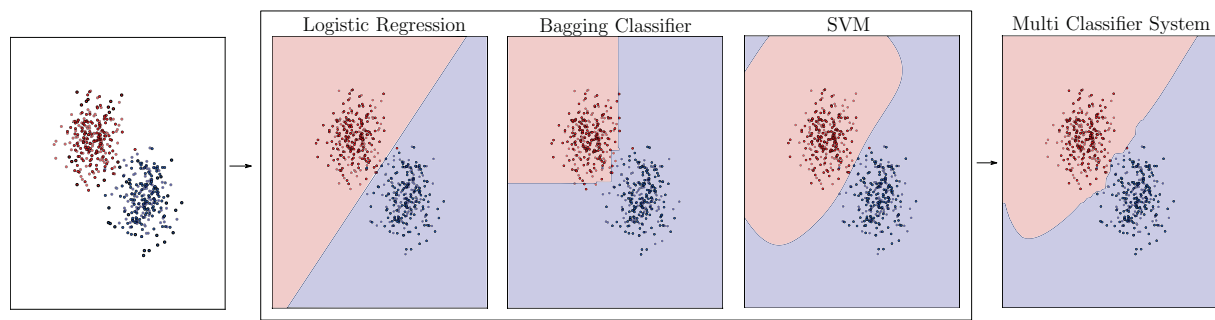 Logistic Regression
Bagging Classifier
SVM
Multi Classifier System